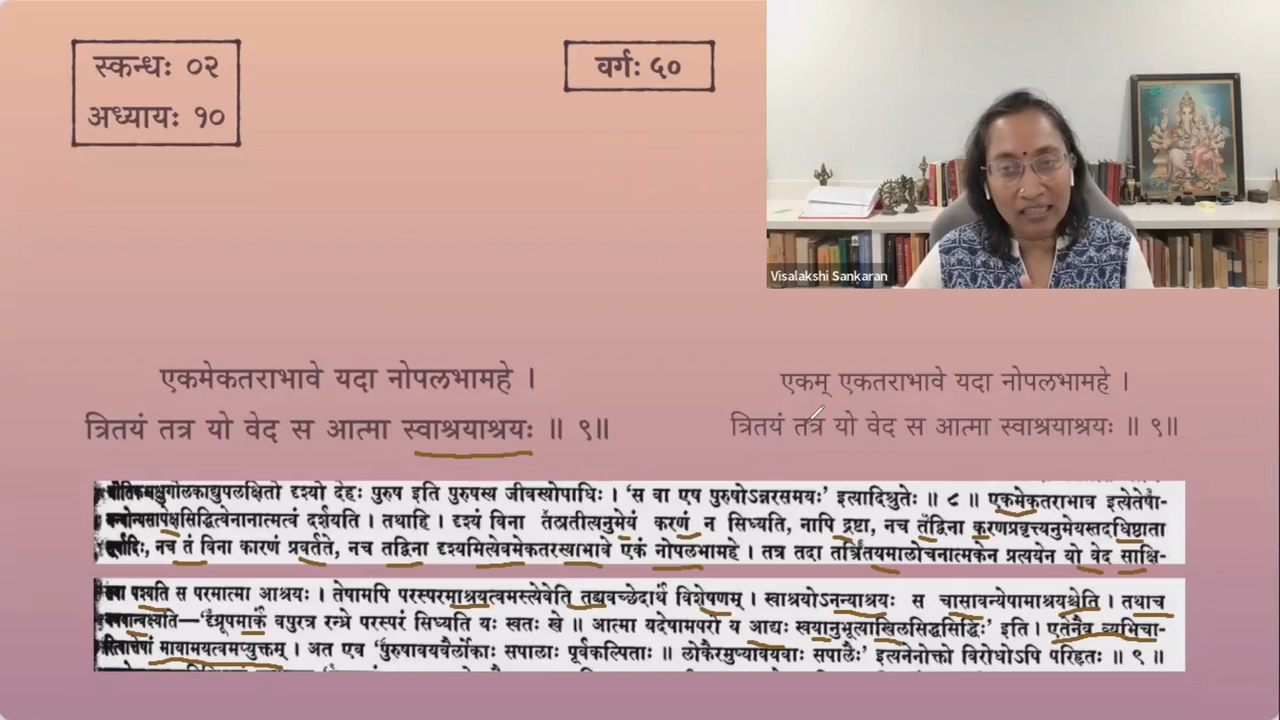 स्कन्धः ०२
अध्यायः १०
वर्गः ५०
Visalakshi Sankaran
एकमेकतराभावे यदा नोपलभामहे ।
त्रितयं तत्र यो वेद स आत्मा स्वाश्रयाश्रयः ॥ ९॥
एकम् एकतराभावे यदा नोपलभामहे ।
त्रितयं तत्र यो वेद स आत्मा स्वाश्रयाश्रयः ॥ ९॥
दृश्यो देहः पुरुष इति पुरुषस्य जीवस्योपाधिः । ‘स वा एष पुरुषोऽन्नरसमयः’ इत्यादिश्रुतेः ॥ ८ ॥ एकमेकतराभाव इत्येतेषा-
दर्शयति । तथाहि । दृश्यं विना तत्प्रतीत्यनुमेयं करणं न सिध्यति, नापि द्रष्टा, नच तद्विना करणप्रवृत्त्यनुमेयस्तदधिष्ठाता
नच तं विना कारणं प्रवर्तते, नच तद्विना दृश्यमित्येवमेकतरस्याभावे एकं नोपलभामहे । तत्र तदा तत्त्रितयमालोचनात्मकेन प्रत्ययेन यो वेद साक्षि-
पश्यति स परमात्मा आश्रयः । तेषामपि परस्परमाश्रयत्वमस्त्येवेति तद्व्यवच्छेदार्थं विशेषणम् । स्वाश्रयोऽनन्याश्रयः स चासावन्येषामाश्रयश्चेति । तथाच
‘दृग्रूपमार्कं वपुरत्र रन्ध्रे परस्परं सिध्यति यः स्वतः खे ॥ आत्मा यदेषामपरो य आद्यः स्वयानुभूत्याखिलसिद्धसिद्धिः’ इति । एतेनैव व्यभिचा-
मायामयत्वमप्युक्तम् । अत एव ‘पुरुषावयवैर्लोकाः सपालाः पूर्वकल्पिताः ॥ लोकैरमुष्यावयवाः सपालैः’ इत्यनेनोक्तो विरोधोऽपि परिहृतः ॥ ९ ॥